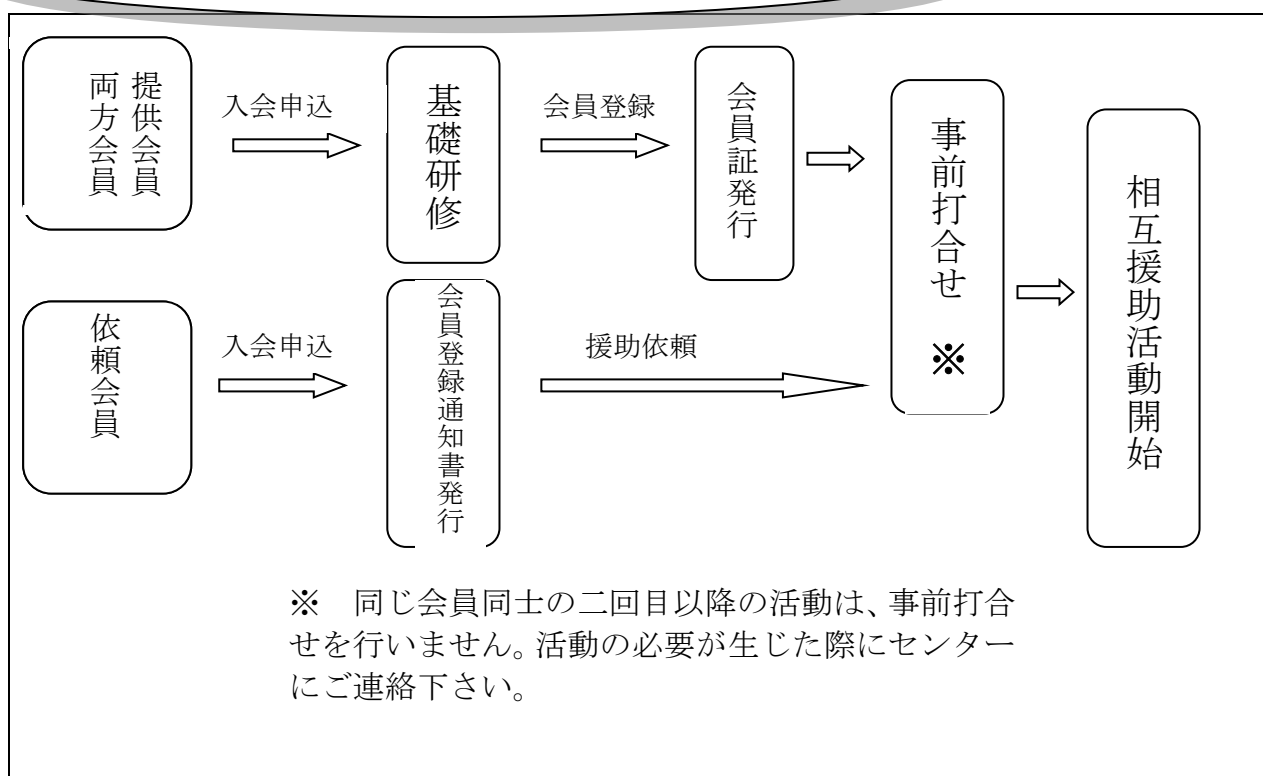 提供会員
両方会員
入会申込
基礎研修
会員登録
会員証発行
事前打合せ ※
相互援助活動開始
依頼会員
入会申込
会員登録通知書発行
援助依頼
※ 同じ会員同士の二回目以降の活動は、事前打合
せを行いません。活動の必要が生じた際にセンター
にご連絡下さい。